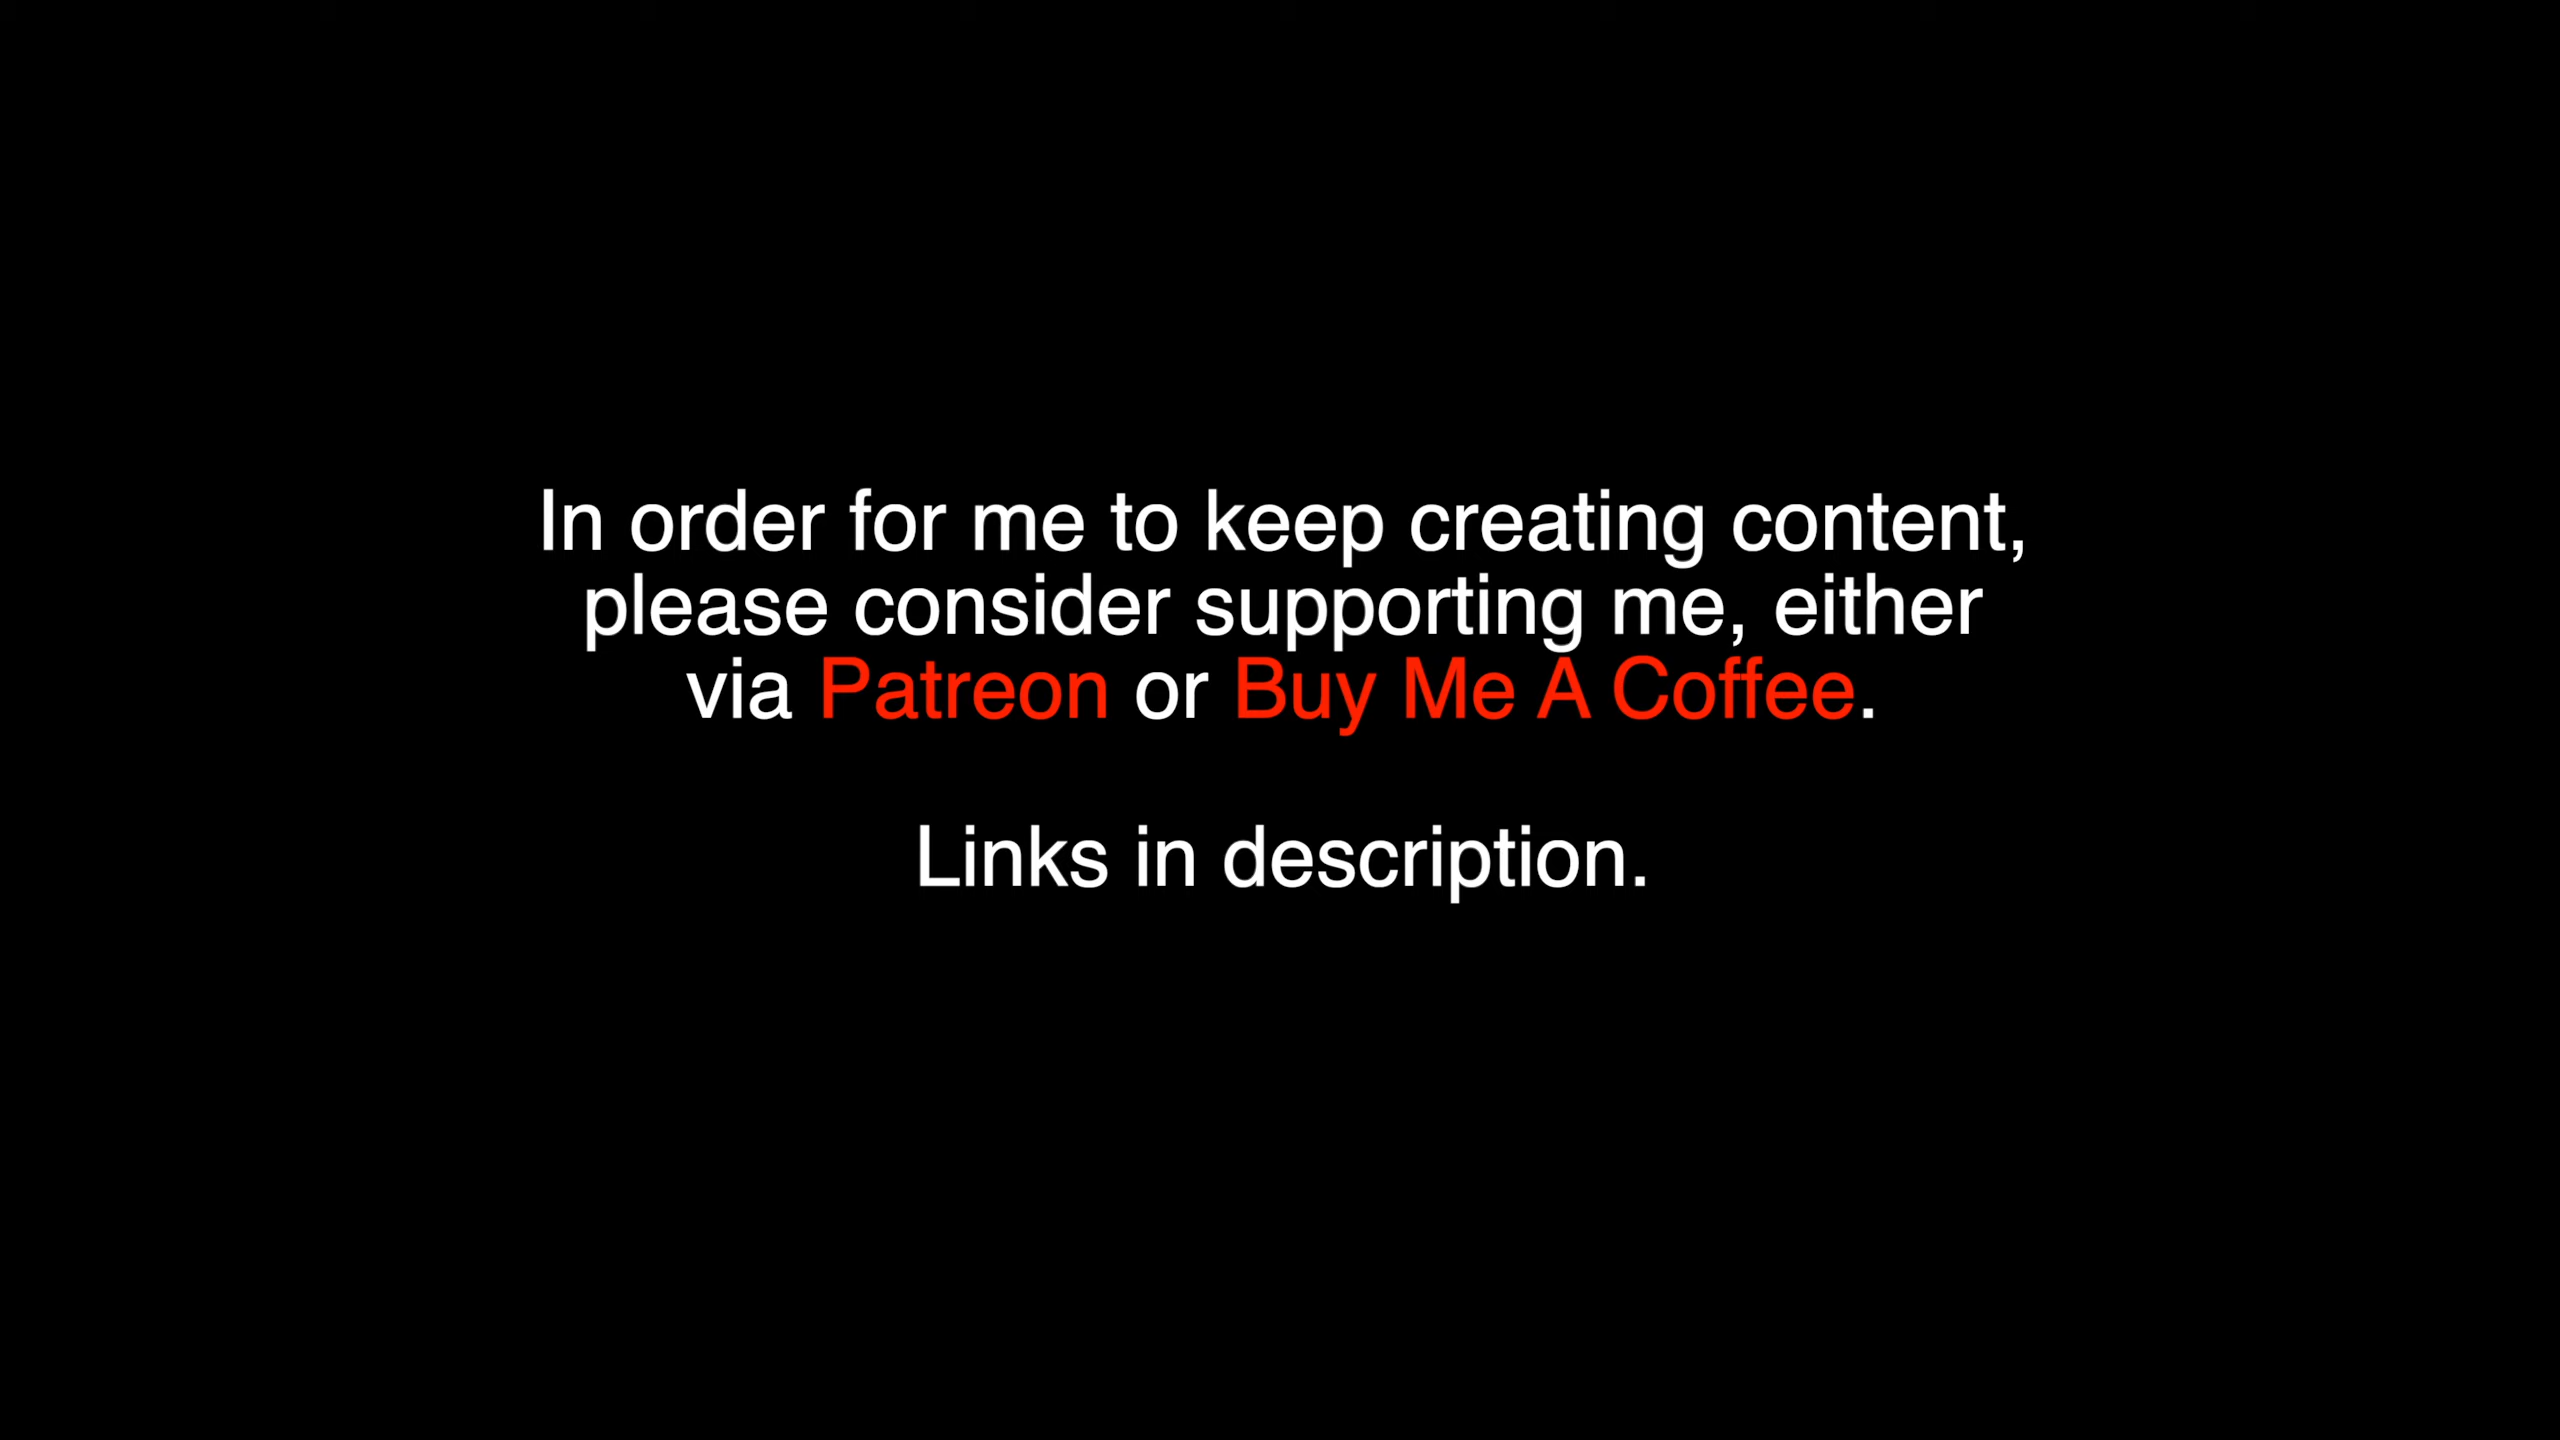 In order for me to keep creating content,
please consider supporting me, either
via Patreon or Buy Me A Coffee.
Links in description.